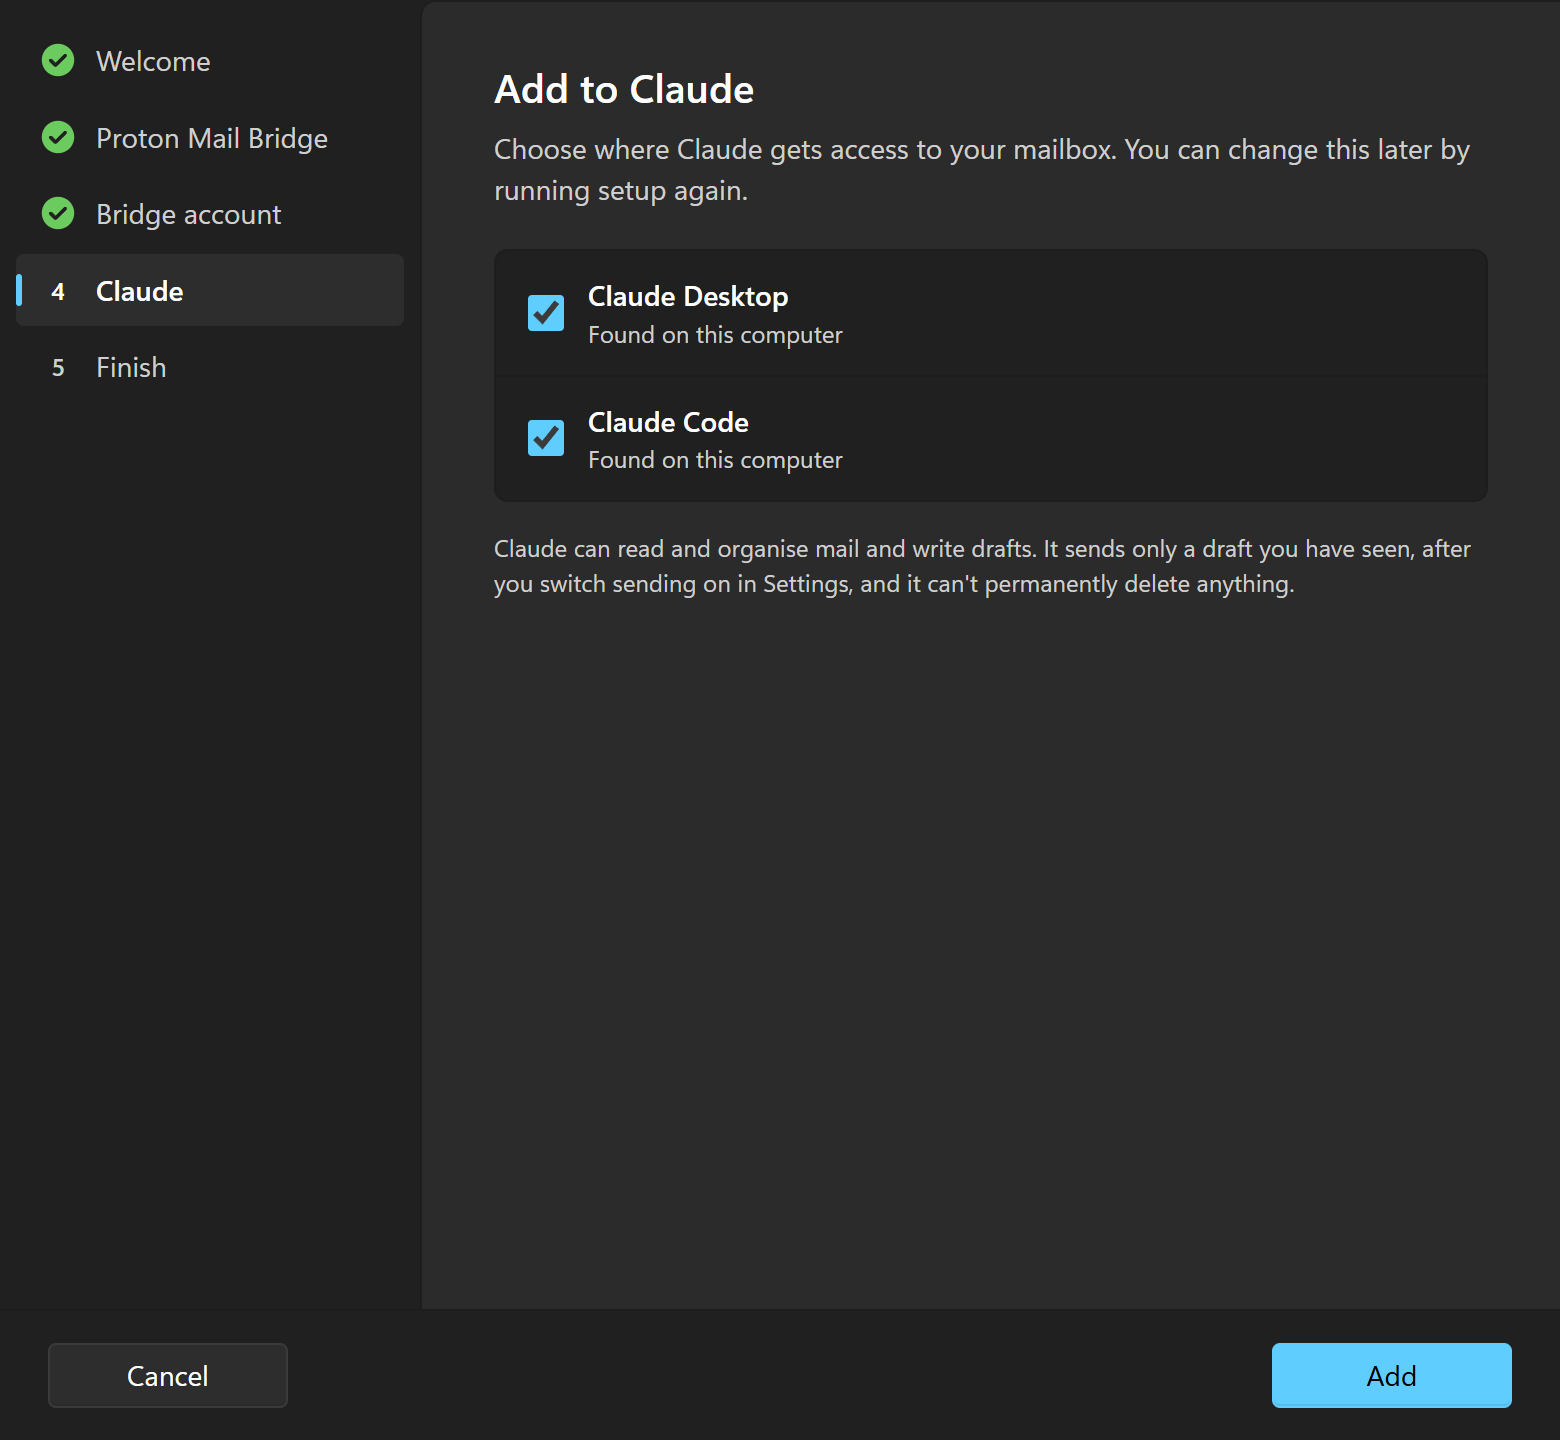 Welcome
Proton Mail Bridge
Bridge account
4 Claude
5 Finish
Add to Claude
Choose where Claude gets access to your mailbox. You can change this later by
running setup again.
Claude Desktop
Found on this computer
Claude Code
Found on this computer
Claude can read and organise mail and write drafts. It sends only a draft you have seen, after
you switch sending on in Settings, and it can't permanently delete anything.
Cancel
Add